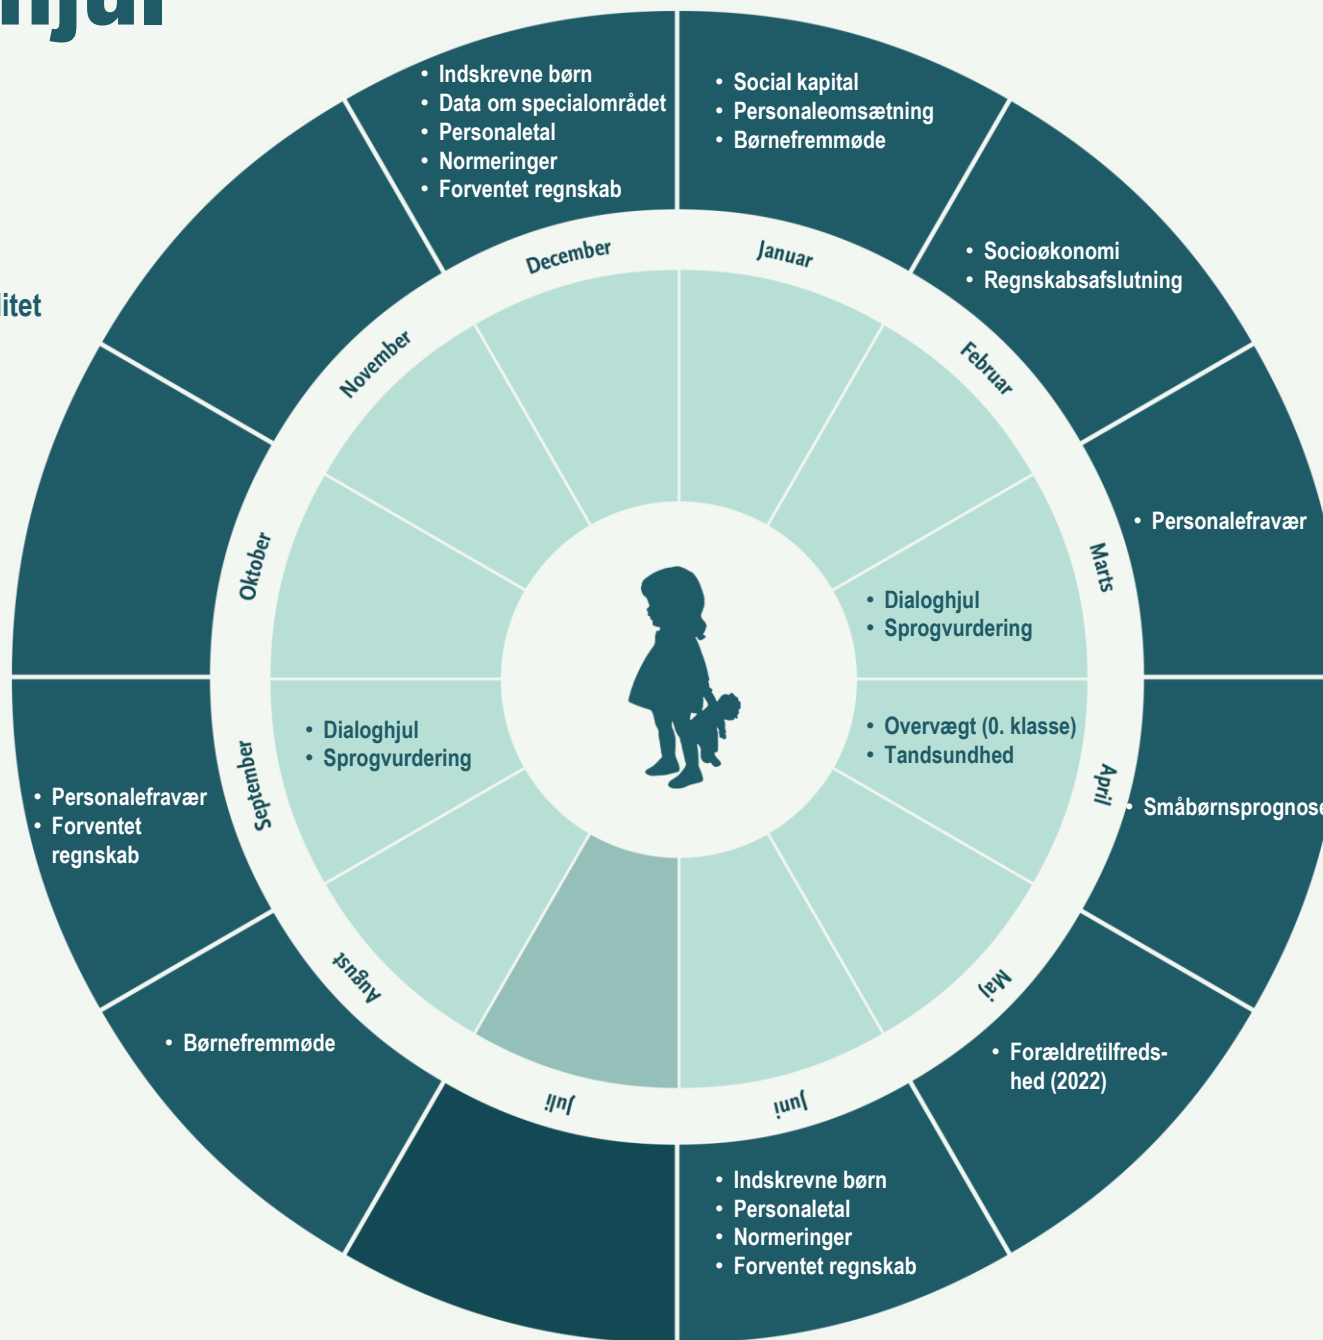 hjul
litet
• Indskrevne børn
• Data om specialområdet
• Personaletal
• Normeringer
• Forventet regnskab
• Social kapital
• Personaleomsætning
• Børnefremmøde
• Socioøkonomi
• Regnskabsafslutning
• Personalefravær
• Småbørnsprognose
• Forældretilfreds-
hed (2022)
• Indskrevne børn
• Personaletal
• Normeringer
• Forventet regnskab
• Børnefremmøde
• Personalefravær
• Forventet
regnskab
December
Januar
Februar
Marts
April
Maj
Juni
Juli
August
September
Oktober
November
• Dialoghjul
• Sprogvurdering
• Overvægt (0. klasse)
• Tandsundhed
• Dialoghjul
• Sprogvurdering